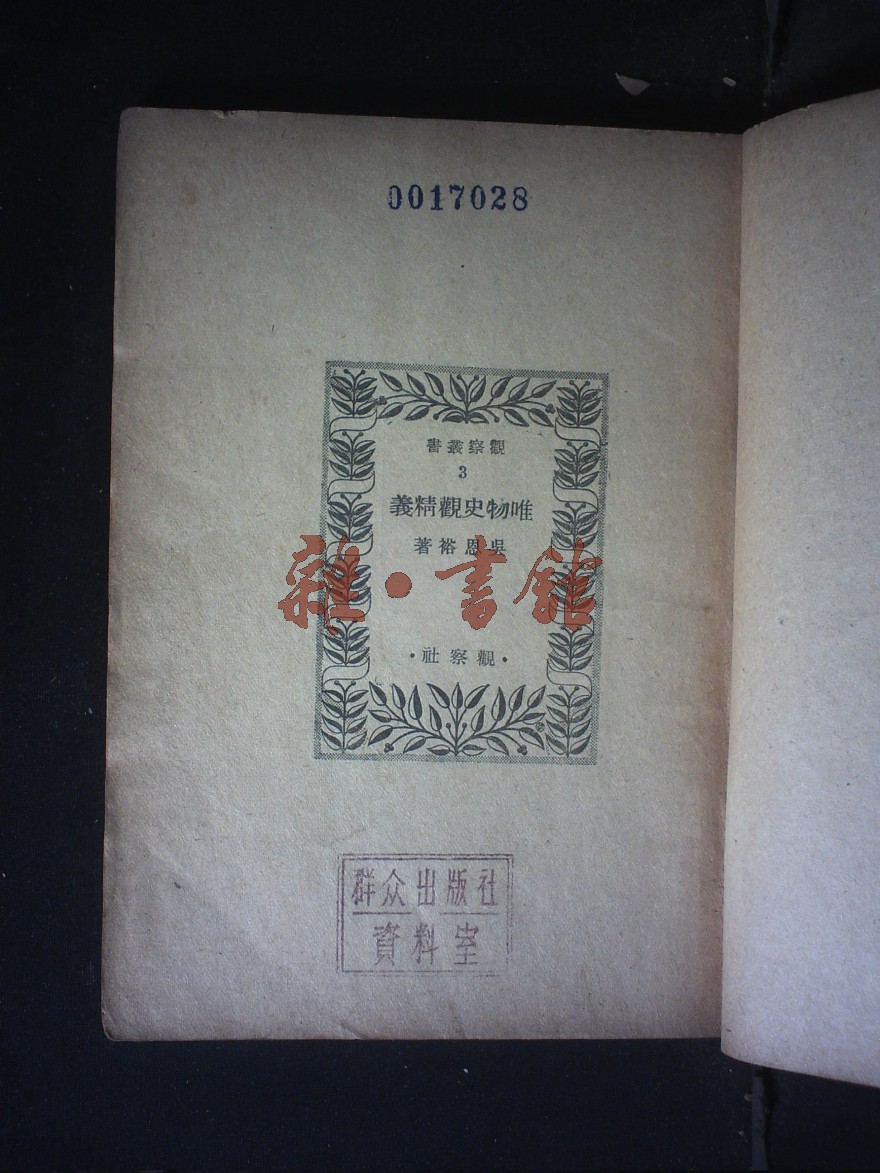 0017028
觀察叢書
3
唯物史觀精義
吳恩裕著
雜·書館
·觀察社·
群众出版社
資料室